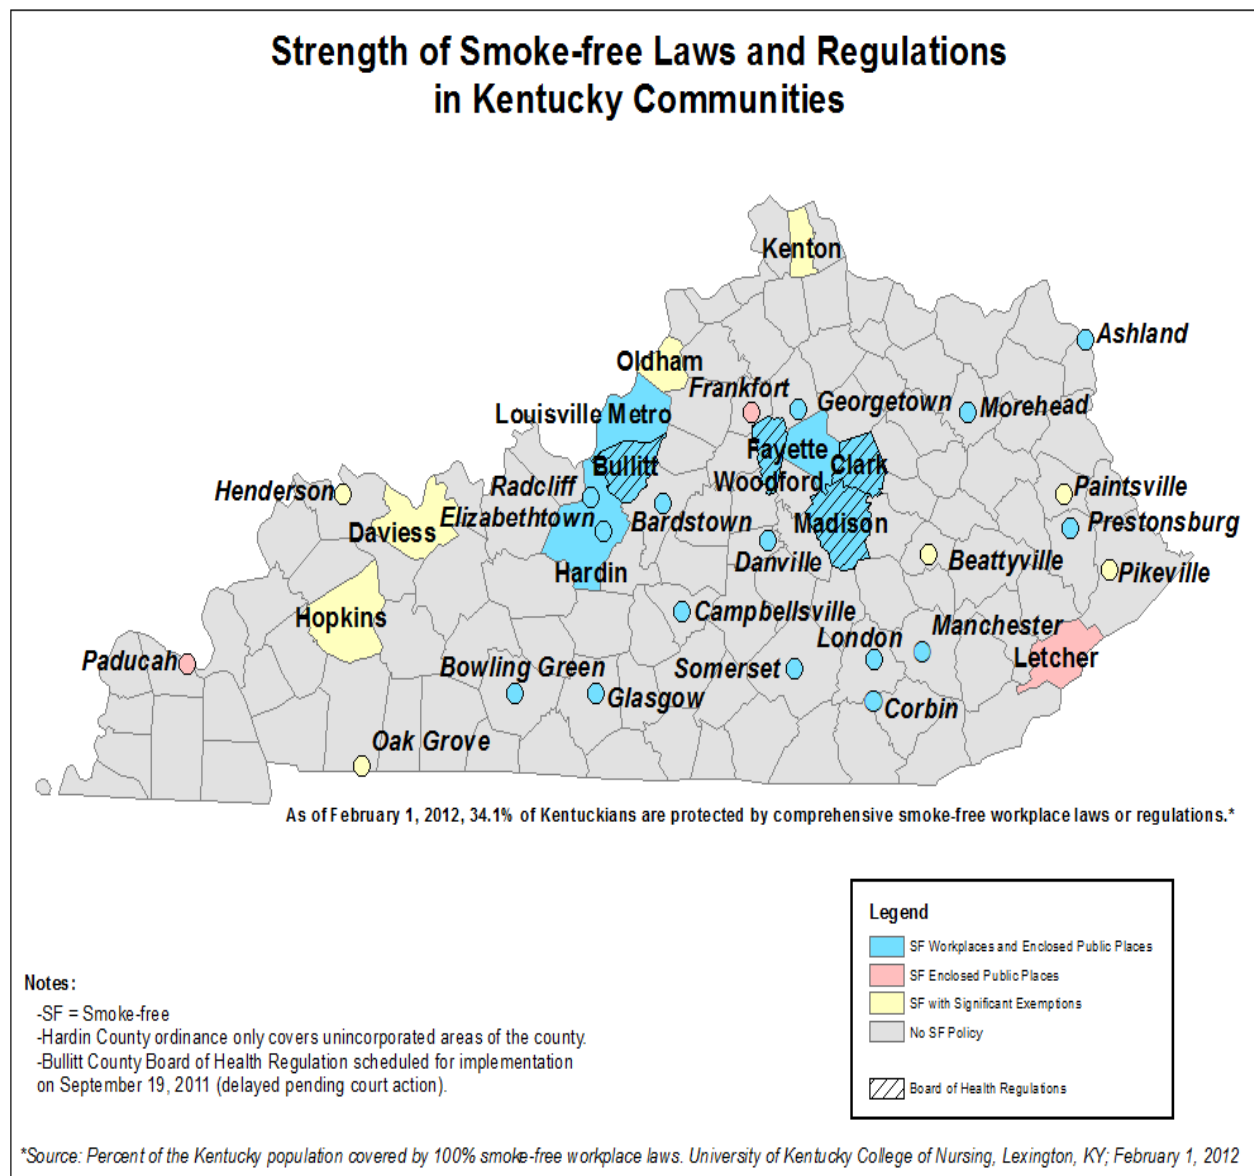 Strength of Smoke-free Laws and Regulations
in Kentucky Communities
Kenton
Ashland
Oldham
Frankfort
Georgetown
Morehead
Louisville Metro
Fayette
Clark
Bullitt
Woodford
Henderson
Radcliff
Paintsville
Elizabethtown
Bardstown
Madison
Prestonsburg
Daviess
Danville
Beattyville
Pikeville
Hardin
Hopkins
Campbellsville
Manchester
London
Letcher
Paducah
Bowling Green
Somerset
Glasgow
Corbin
Oak Grove
As of February 1, 2012, 34.1% of Kentuckians are protected by comprehensive smoke-free workplace laws or regulations.*
Legend
SF Workplaces and Enclosed Public Places
SF Enclosed Public Places
SF with Significant Exemptions
No SF Policy
Board of Health Regulations
Notes:
-SF = Smoke-free
-Hardin County ordinance only covers unincorporated areas of the county.
-Bullitt County Board of Health Regulation scheduled for implementation
on September 19, 2011 (delayed pending court action).
*Source: Percent of the Kentucky population covered by 100% smoke-free workplace laws. University of Kentucky College of Nursing, Lexington, KY; February 1, 2012